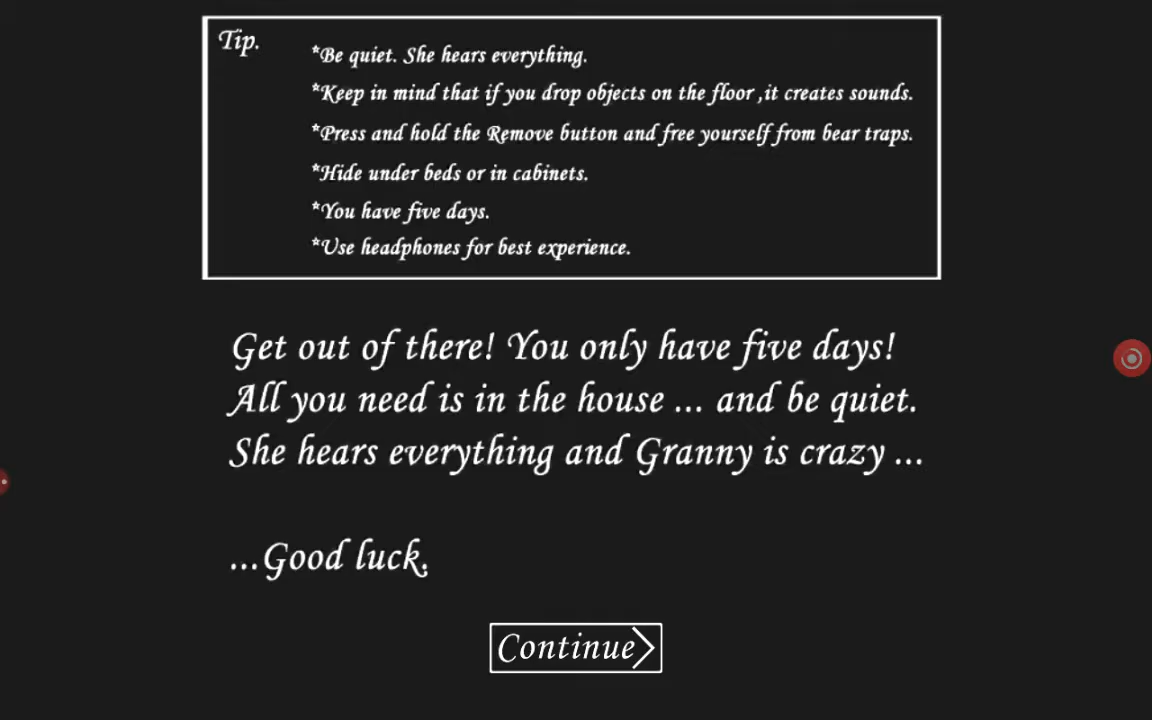 Tip.
*Be quiet. She hears everything.
*Keep in mind that if you drop objects on the floor ,it creates sounds.
*Press and hold the Remove button and free yourself from bear traps.
*Hide under beds or in cabinets.
*You have five days.
*Use headphones for best experience.
Get out of there! You only have five days!
All you need is in the house ... and be quiet.
She hears everything and Granny is crazy ...
...Good luck.
Continue